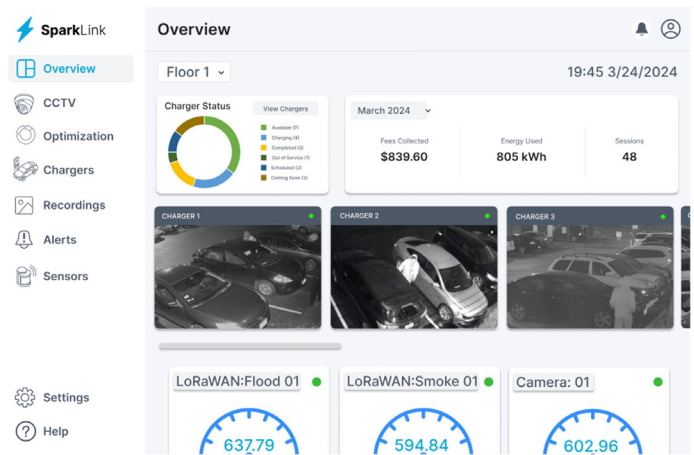 SparkLink
Overview
Overview
CCTV
Optimization
Chargers
Recordings
Alerts
Sensors
Settings
Help
Floor 1
19:45 3/24/2024
Charger Status
View Chargers
Available (7)
Charging (4)
Completed (3)
Out of Service (1)
Scheduled (2)
Coming Soon (3)
March 2024
Fees Collected
$839.60
Energy Used
805 kWh
Sessions
48
CHARGER 1
CHARGER 2
CHARGER 3
LoRaWAN:Flood 01
637.79
LoRaWAN:Smoke 01
594.84
Camera: 01
602.96